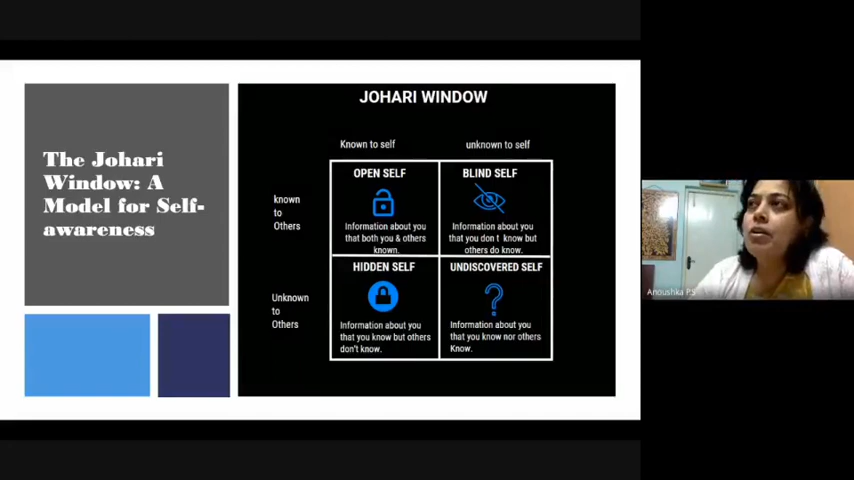 The Johari
Window: A
Model for Self-
awareness
JOHARI WINDOW
Known to self
unknown to self
known
to
Others
OPEN SELF
Information about you
that both you & others
known.
BLIND SELF
Information about you
that you don t know but
others do know.
Unknown
to
Others
HIDDEN SELF
Information about you
that you know but others
don't know.
UNDISCOVERED SELF
Information about you
that you know nor others
Know.
Anoushka P.S